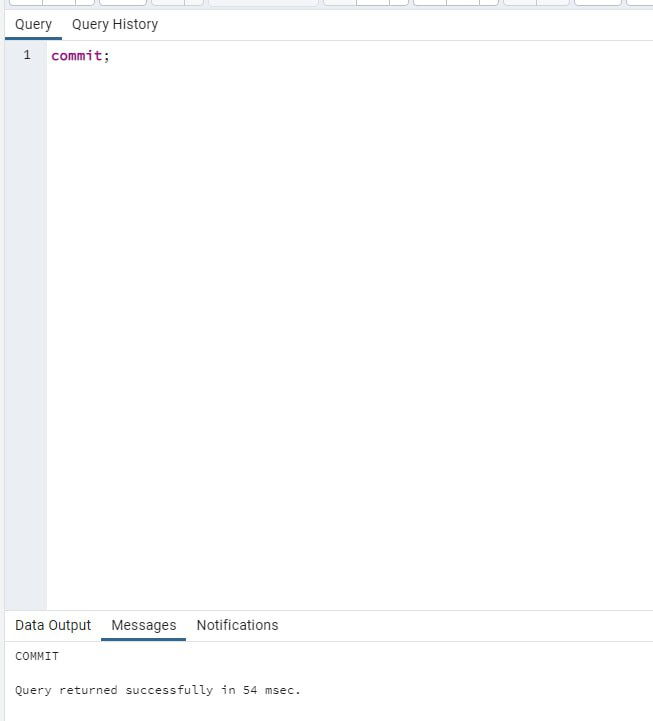 Query Query History
1 commit;
Data Output Messages Notifications
COMMIT
Query returned successfully in 54 msec.